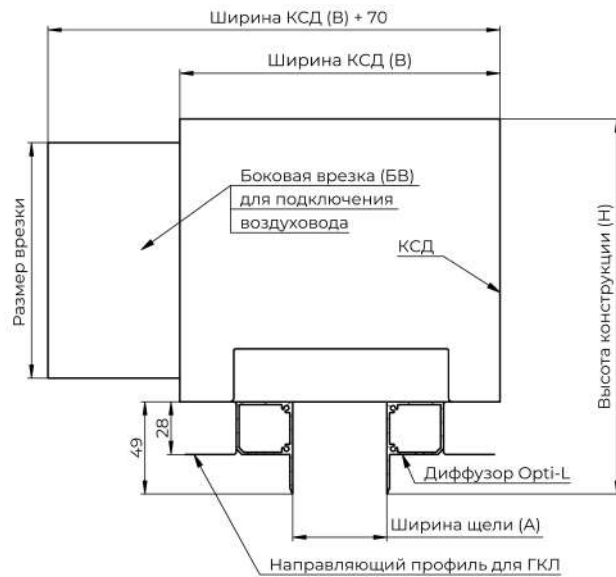 Ширина КСД (В) + 70
Ширина КСД (В)
Боковая врезка (БВ)
для подключения
воздуховода
КСД
Размер врезки
Высота конструкции (Н)
49
28
Диффузор Opti-L
Ширина щели (А)
Направляющий профиль для ГКЛ